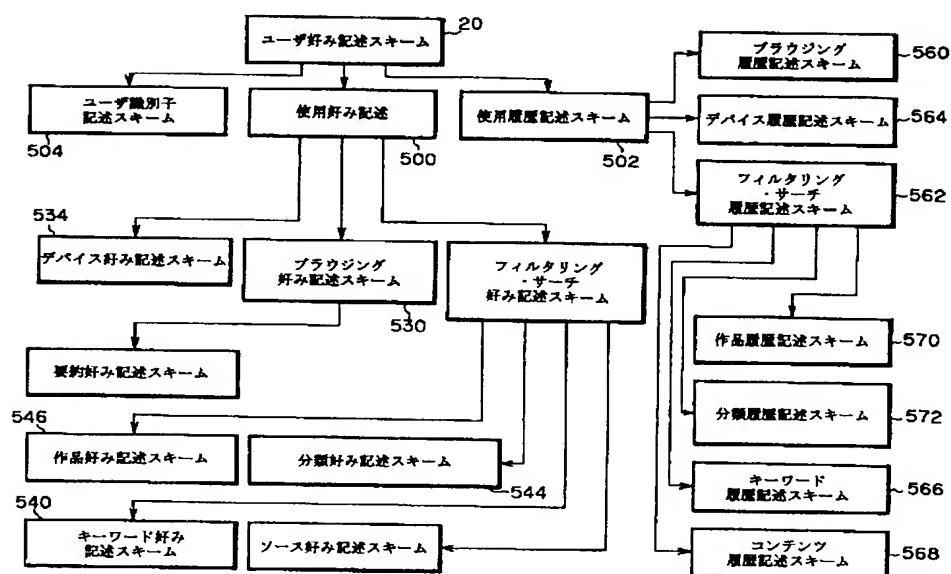 ユーザ好み記述スキーム
20
ユーザ識別子
記述スキーム
504
使用好み記述
500
使用履歴記述スキーム
502
ブラウジング
履歴記述スキーム
560
デバイス履歴記述スキーム
564
フィルタリング
・サーチ
履歴記述スキーム
562
534
デバイス好み記述スキーム
ブラウジング
好み記述スキーム
530
フィルタリング
・サーチ
好み記述スキーム
要約好み記述スキーム
546
作品好み記述スキーム
分類好み記述スキーム
544
540
キーワード好み
記述スキーム
ソース好み記述スキーム
作品履歴記述スキーム
570
分類履歴記述スキーム
572
キーワード
履歴記述スキーム
566
コンテンツ
履歴記述スキーム
568